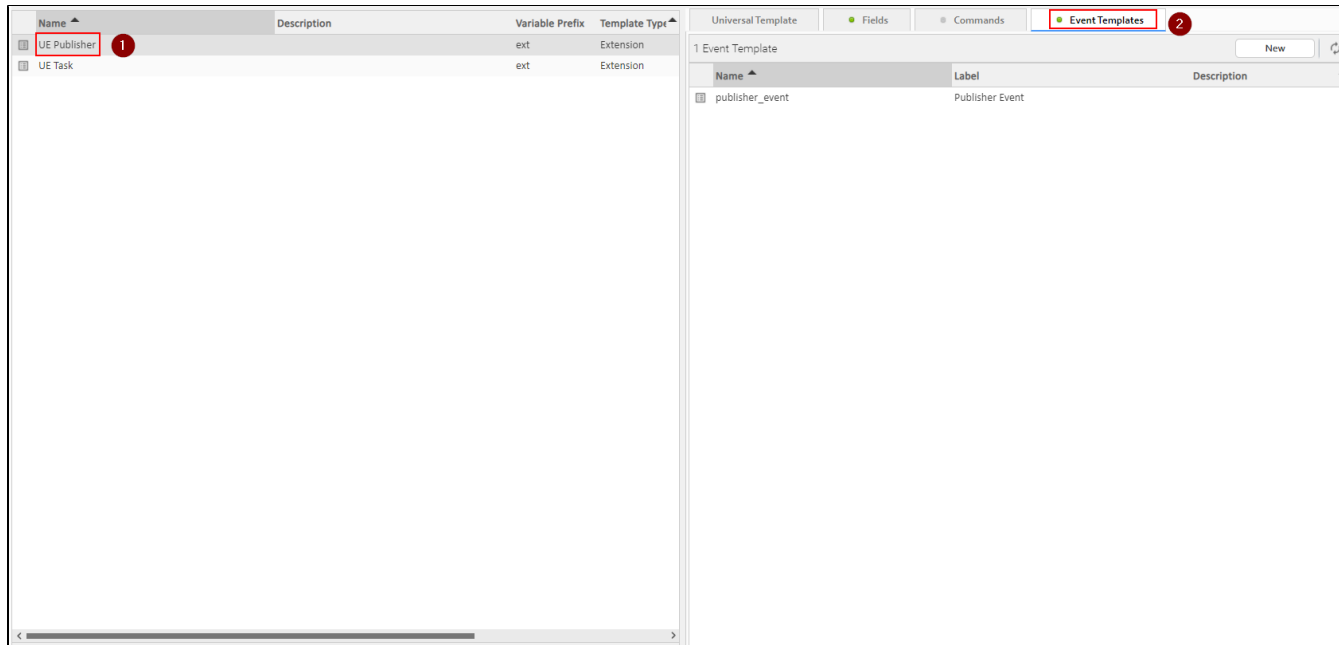 Name Description Variable Prefix Template Type
UE Publisher 1 ext Extension
UE Task ext Extension
Universal Template Fields Commands Event Templates 2
1 Event Template New
Name Label Description
publisher_event Publisher Event